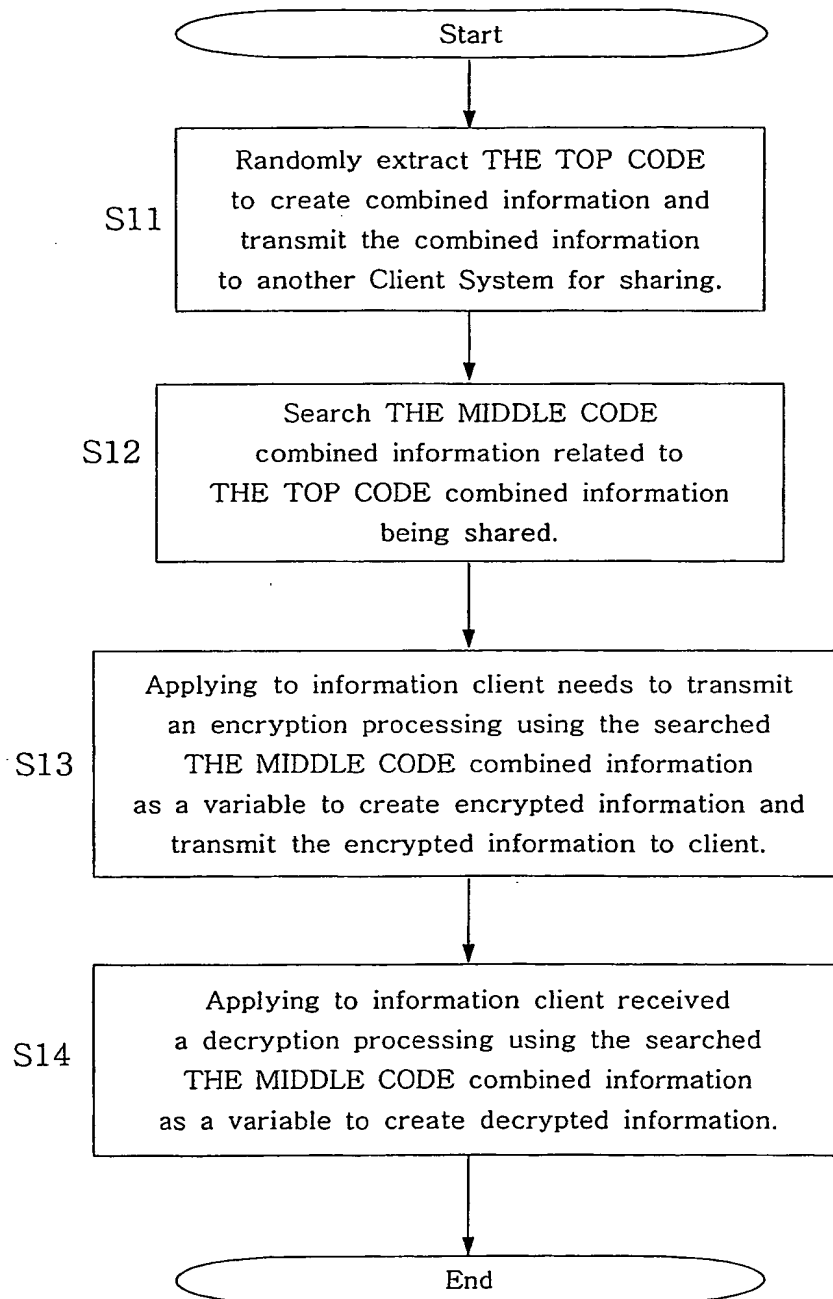 Start
S11
Randomly extract THE TOP CODE
to create combined information and
transmit the combined information
to another Client System for sharing.
S12
Search THE MIDDLE CODE
combined information related to
THE TOP CODE combined information
being shared.
S13
Applying to information client needs to transmit
an encryption processing using the searched
THE MIDDLE CODE combined information
as a variable to create encrypted information and
transmit the encrypted information to client.
S14
Applying to information client received
a decryption processing using the searched
THE MIDDLE CODE combined information
as a variable to create decrypted information.
End